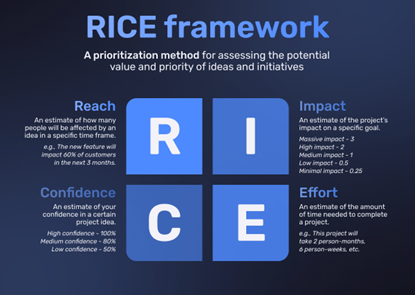 RICE framework
A prioritization method for assessing the potential
value and priority of ideas and initiatives
Reach
An estimate of how many
people will be affected by an
idea in a specific time frame.
e.g., The new feature will
impact 60% of customers
in the next 3 months.
R
I
Impact
An estimate of the project's
impact on a specific goal.
Massive impact - 3
High impact - 2
Medium impact - 1
Low impact - 0.5
Minimal impact - 0.25
Confidence
An estimate of your
confidence in a certain
project idea.
High confidence - 100%
Medium confidence - 80%
Low confidence - 50%
C
E
Effort
An estimate of the amount
of time needed to complete
a project.
e.g., This project will
take 2 person-months,
6 person-weeks, etc.